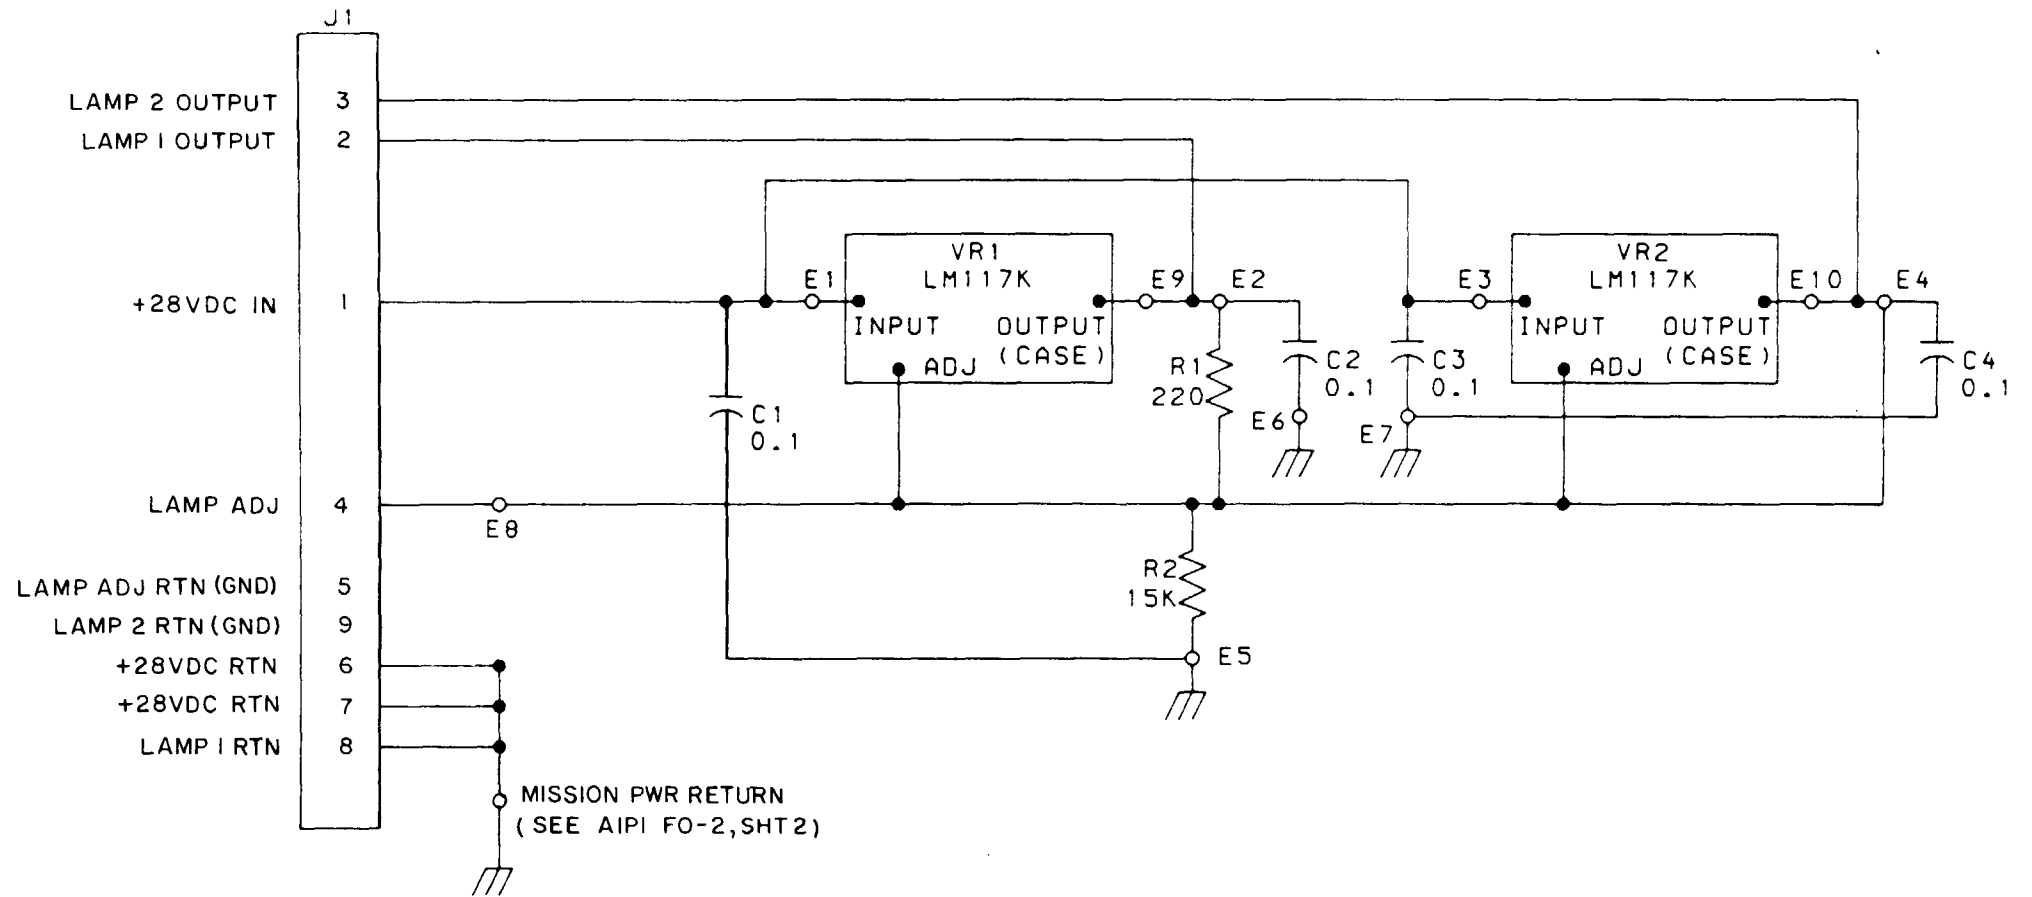 J1
LAMP 2 OUTPUT 3
LAMP 1 OUTPUT 2
+28VDC IN 1
LAMP ADJ 4
LAMP ADJ RTN (GND) 5
LAMP 2 RTN (GND) 9
+28VDC RTN 6
+28VDC RTN 7
LAMP 1 RTN 8
E8
MISSION PWR RETURN
(SEE AIPI FO-2, SHT 2)
C1
0.1
E1
VR1
LM117K
INPUT
OUTPUT
(CASE)
ADJ
E9
E2
R1
220
C2
0.1
E6
R2
15K
E5
C3
0.1
E7
E3
VR2
LM117K
INPUT
OUTPUT
(CASE)
ADJ
E10
E4
C4
0.1